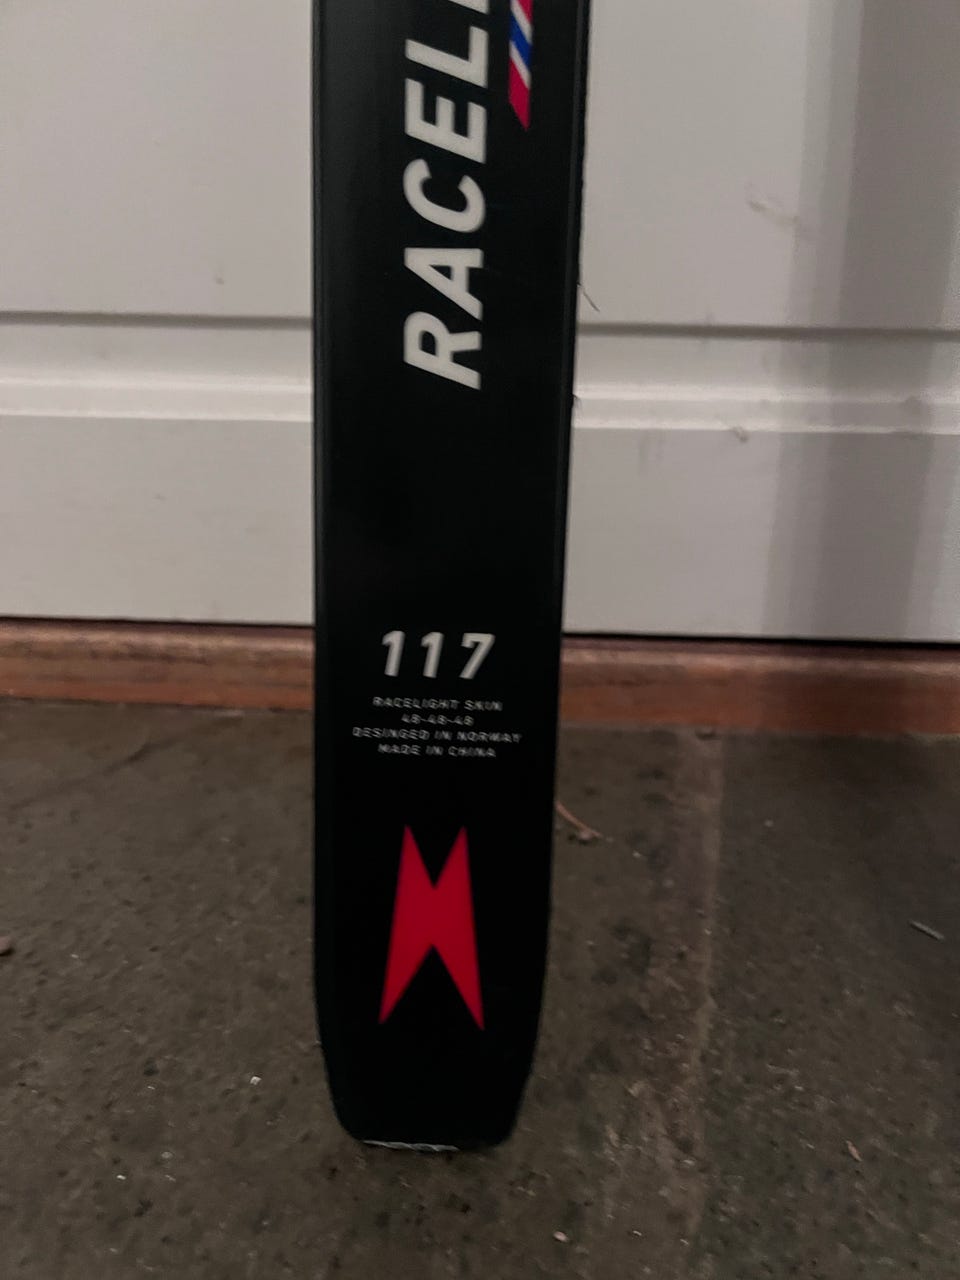 RACEL
117
RACELIGHT SKIN
48-48-48
DESINGED IN NORWAY
MADE IN CHINA